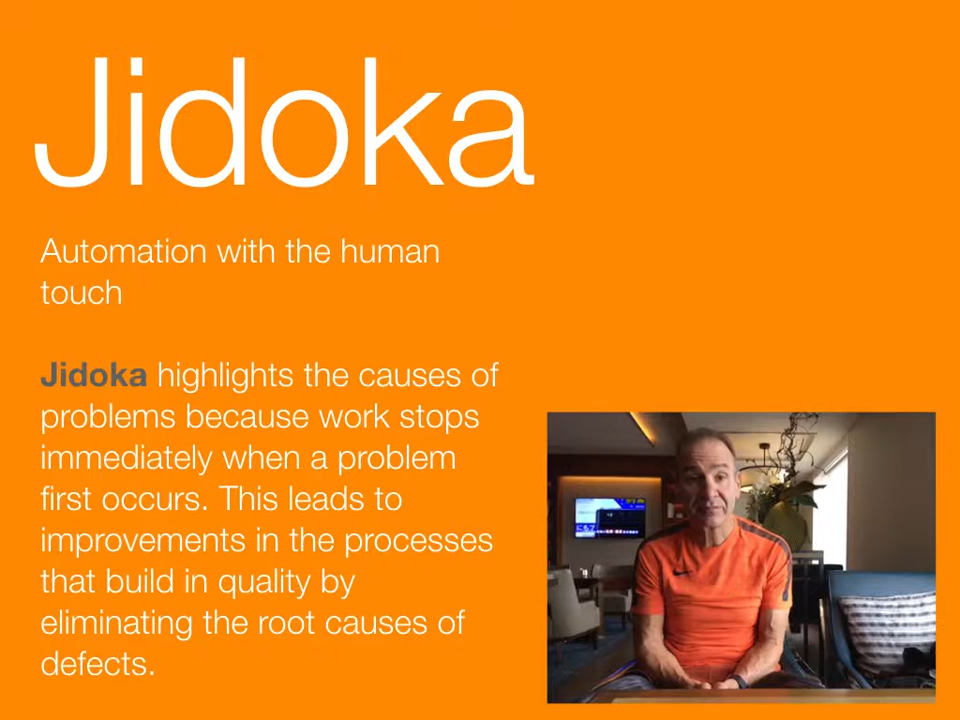 Jidoka
Automation with the human
touch
Jidoka highlights the causes of
problems because work stops
immediately when a problem
first occurs. This leads to
improvements in the processes
that build in quality by
eliminating the root causes of
defects.